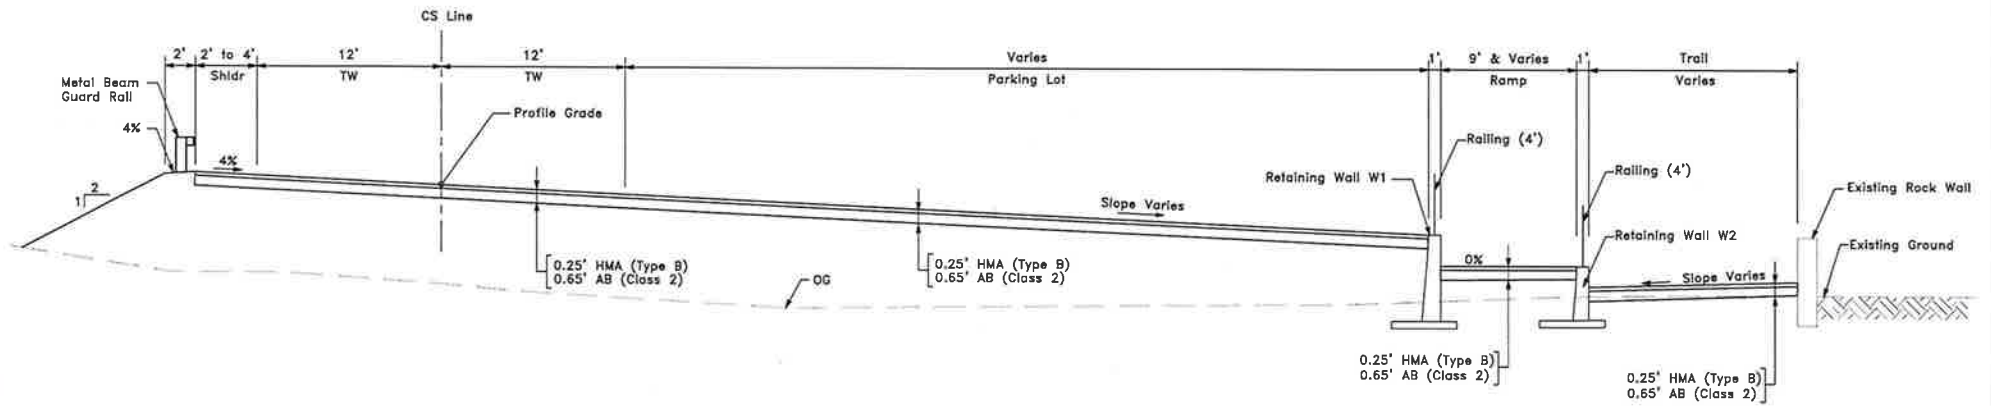 CS Line
2' 2' to 4' 12' 12' Varies 1' 9' & Varies 1' Trail
Shldr TW TW Parking Lot Ramp Varies
Metal Beam
Guard Rail
4%
Profile Grade
Railing (4')
4%
Retaining Wall W1
Railing (4')
Existing Rock Wall
2
1
Slope Varies
Retaining Wall W2
Existing Ground
0.25' HMA (Type B)
0.65' AB (Class 2)
0.25' HMA (Type B)
0.65' AB (Class 2)
0%
OG
Slope Varies
0.25' HMA (Type B)
0.65' AB (Class 2)
0.25' HMA (Type B)
0.65' AB (Class 2)